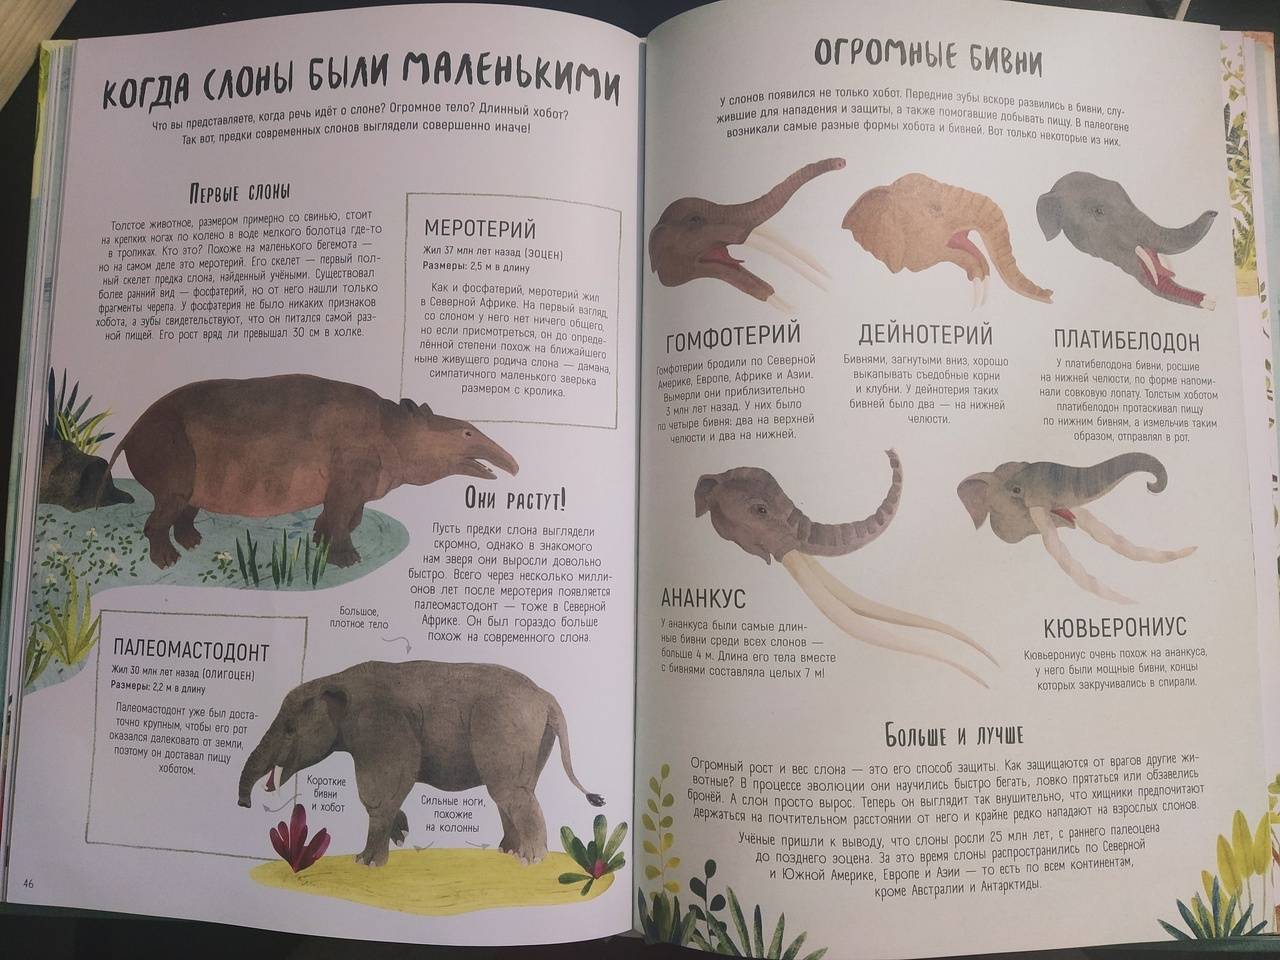 КОГДА СЛОНЫ БЫЛИ МАЛЕНЬКИМИ
Что вы представляете, когда речь идёт о слоне? Огромное тело? Длинный хобот?
Так вот, предки современных слонов выглядели совершенно иначе!
Первые слоны
Толстое животное, размером примерно со свинью, стоит
на крепких ногах по колено в воде мелкого болотца где-то
в тропиках. Кто это? Похоже на маленького бегемота —
но на самом деле это меротерий. Его скелет — первый пол-
ный скелет предка слона, найденный учёными. Существовал
более ранний вид — фосфатерий, но от него нашли только
фрагменты черепа. У фосфатерия не было никаких признаков
хобота, а зубы свидетельствуют, что он питался самой раз-
ной пищей. Его рост вряд ли превышал 30 см в холке.
МЕРОТЕРИЙ
Жил 37 млн лет назад (ЭОЦЕН)
Размеры: 2,5 м в длину
Как и фосфатерий, меротерий жил
в Северной Африке. На первый взгляд,
со слоном у него нет ничего общего,
но если присмотреться, он до опреде-
лённой степени похож на ближайшего
ныне живущего родича слона — дамана,
симпатичного маленького зверька
размером с кролика.
Они растут!
Пусть предки слона выглядели
скромно, однако в знакомого
нам зверя они выросли довольно
быстро. Всего через несколько милли-
онов лет после меротерия появляется
палеомастодонт — тоже в Северной
Африке. Он был гораздо больше
похож на современного слона.
ПАЛЕОМАСТОДОНТ
Жил 30 млн лет назад (ОЛИГОЦЕН)
Размеры: 2,2 м в длину
Палеомастодонт уже был доста-
точно крупным, чтобы его рот
оказался далековато от земли,
поэтому он доставал пищу
хоботом.
Большое,
плотное тело
Короткие
бивни
и хобот
Сильные ноги,
похожие
на колонны
46
ОГРОМНЫЕ БИВНИ
У слонов появился не только хобот. Передние зубы вскоре развились в бивни, слу-
жившие для нападения и защиты, а также помогавшие добывать пищу. В палеогене
возникали самые разные формы хобота и бивней. Вот только некоторые из них.
ГОМФОТЕРИЙ
Гомфотерии бродили по Северной
Америке, Европе, Африке и Азии.
Вымерли они приблизительно
3 млн лет назад. У них было
по четыре бивня: два на верхней
челюсти и два на нижней.
ДЕЙНОТЕРИЙ
Бивнями, загнутыми вниз, хорошо
выкапывать съедобные корни
и клубни. У дейнотерия таких
бивней было два — на нижней
челюсти.
ПЛАТИБЕЛОДОН
У платибелодона бивни, росшие
на нижней челюсти, по форме напоми-
нали совковую лопату. Толстым хоботом
платибелодон протаскивал пищу
по нижним бивням, а измельчив таким
образом, отправлял в рот.
АНАНКУС
У ананкуса были самые длин-
ные бивни среди всех слонов —
больше 4 м. Длина его тела вместе
с бивнями составляла целых 7 м!
КЮВЬЕРОНИУС
Кювьерониус очень похож на ананкуса,
у него были мощные бивни, концы
которых закручивались в спирали.
Больше и лучше
Огромный рост и вес слона — это его способ защиты. Как защищаются от врагов другие жи-
вотные? В процессе эволюции они научились быстро бегать, ловко прятаться или обзавелись
бронёй. А слон просто вырос. Теперь он выглядит так внушительно, что хищники предпочитают
держаться на почтительном расстоянии от него и крайне редко нападают на взрослых слонов.
Учёные пришли к выводу, что слоны росли 25 млн лет, с раннего палеоцена
до позднего эоцена. За это время слоны распространились по Северной
и Южной Америке, Европе и Азии — то есть по всем континентам,
кроме Австралии и Антарктиды.